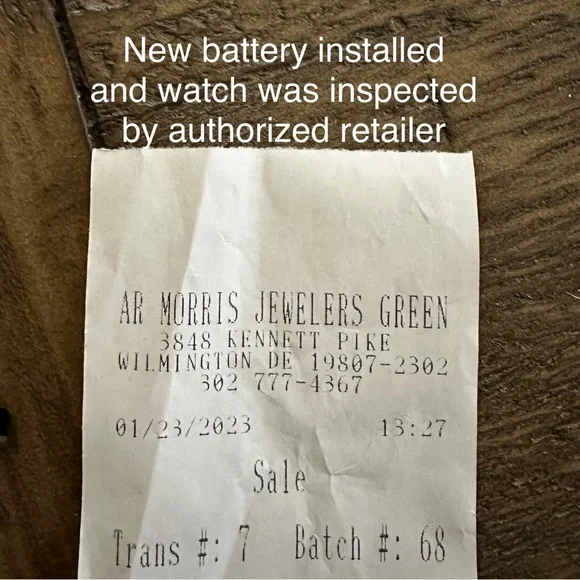 New battery installed
and watch was inspected
by authorized retailer
AR MORRIS JEWELERS GREEN
3848 KENNETT PIKE
WILMINGTON DE 19807-2302
302 777-4367
01/23/2023 13:27
Sale
Trans #: 7 Batch #: 68